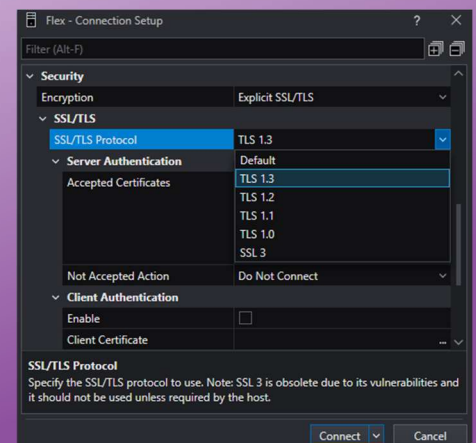 Flex - Connection Setup
Filter (Alt-F)
Security
Encryption Explicit SSL/TLS
SSL/TLS
SSL/TLS Protocol TLS 1.3
Server Authentication Default
Accepted Certificates TLS 1.3
TLS 1.2
TLS 1.1
TLS 1.0
SSL 3
Not Accepted Action Do Not Connect
Client Authentication
Enable
Client Certificate ...
SSL/TLS Protocol
Specify the SSL/TLS protocol to use. Note: SSL 3 is obsolete due to its vulnerabilities and
it should not be used unless required by the host.
Connect Cancel